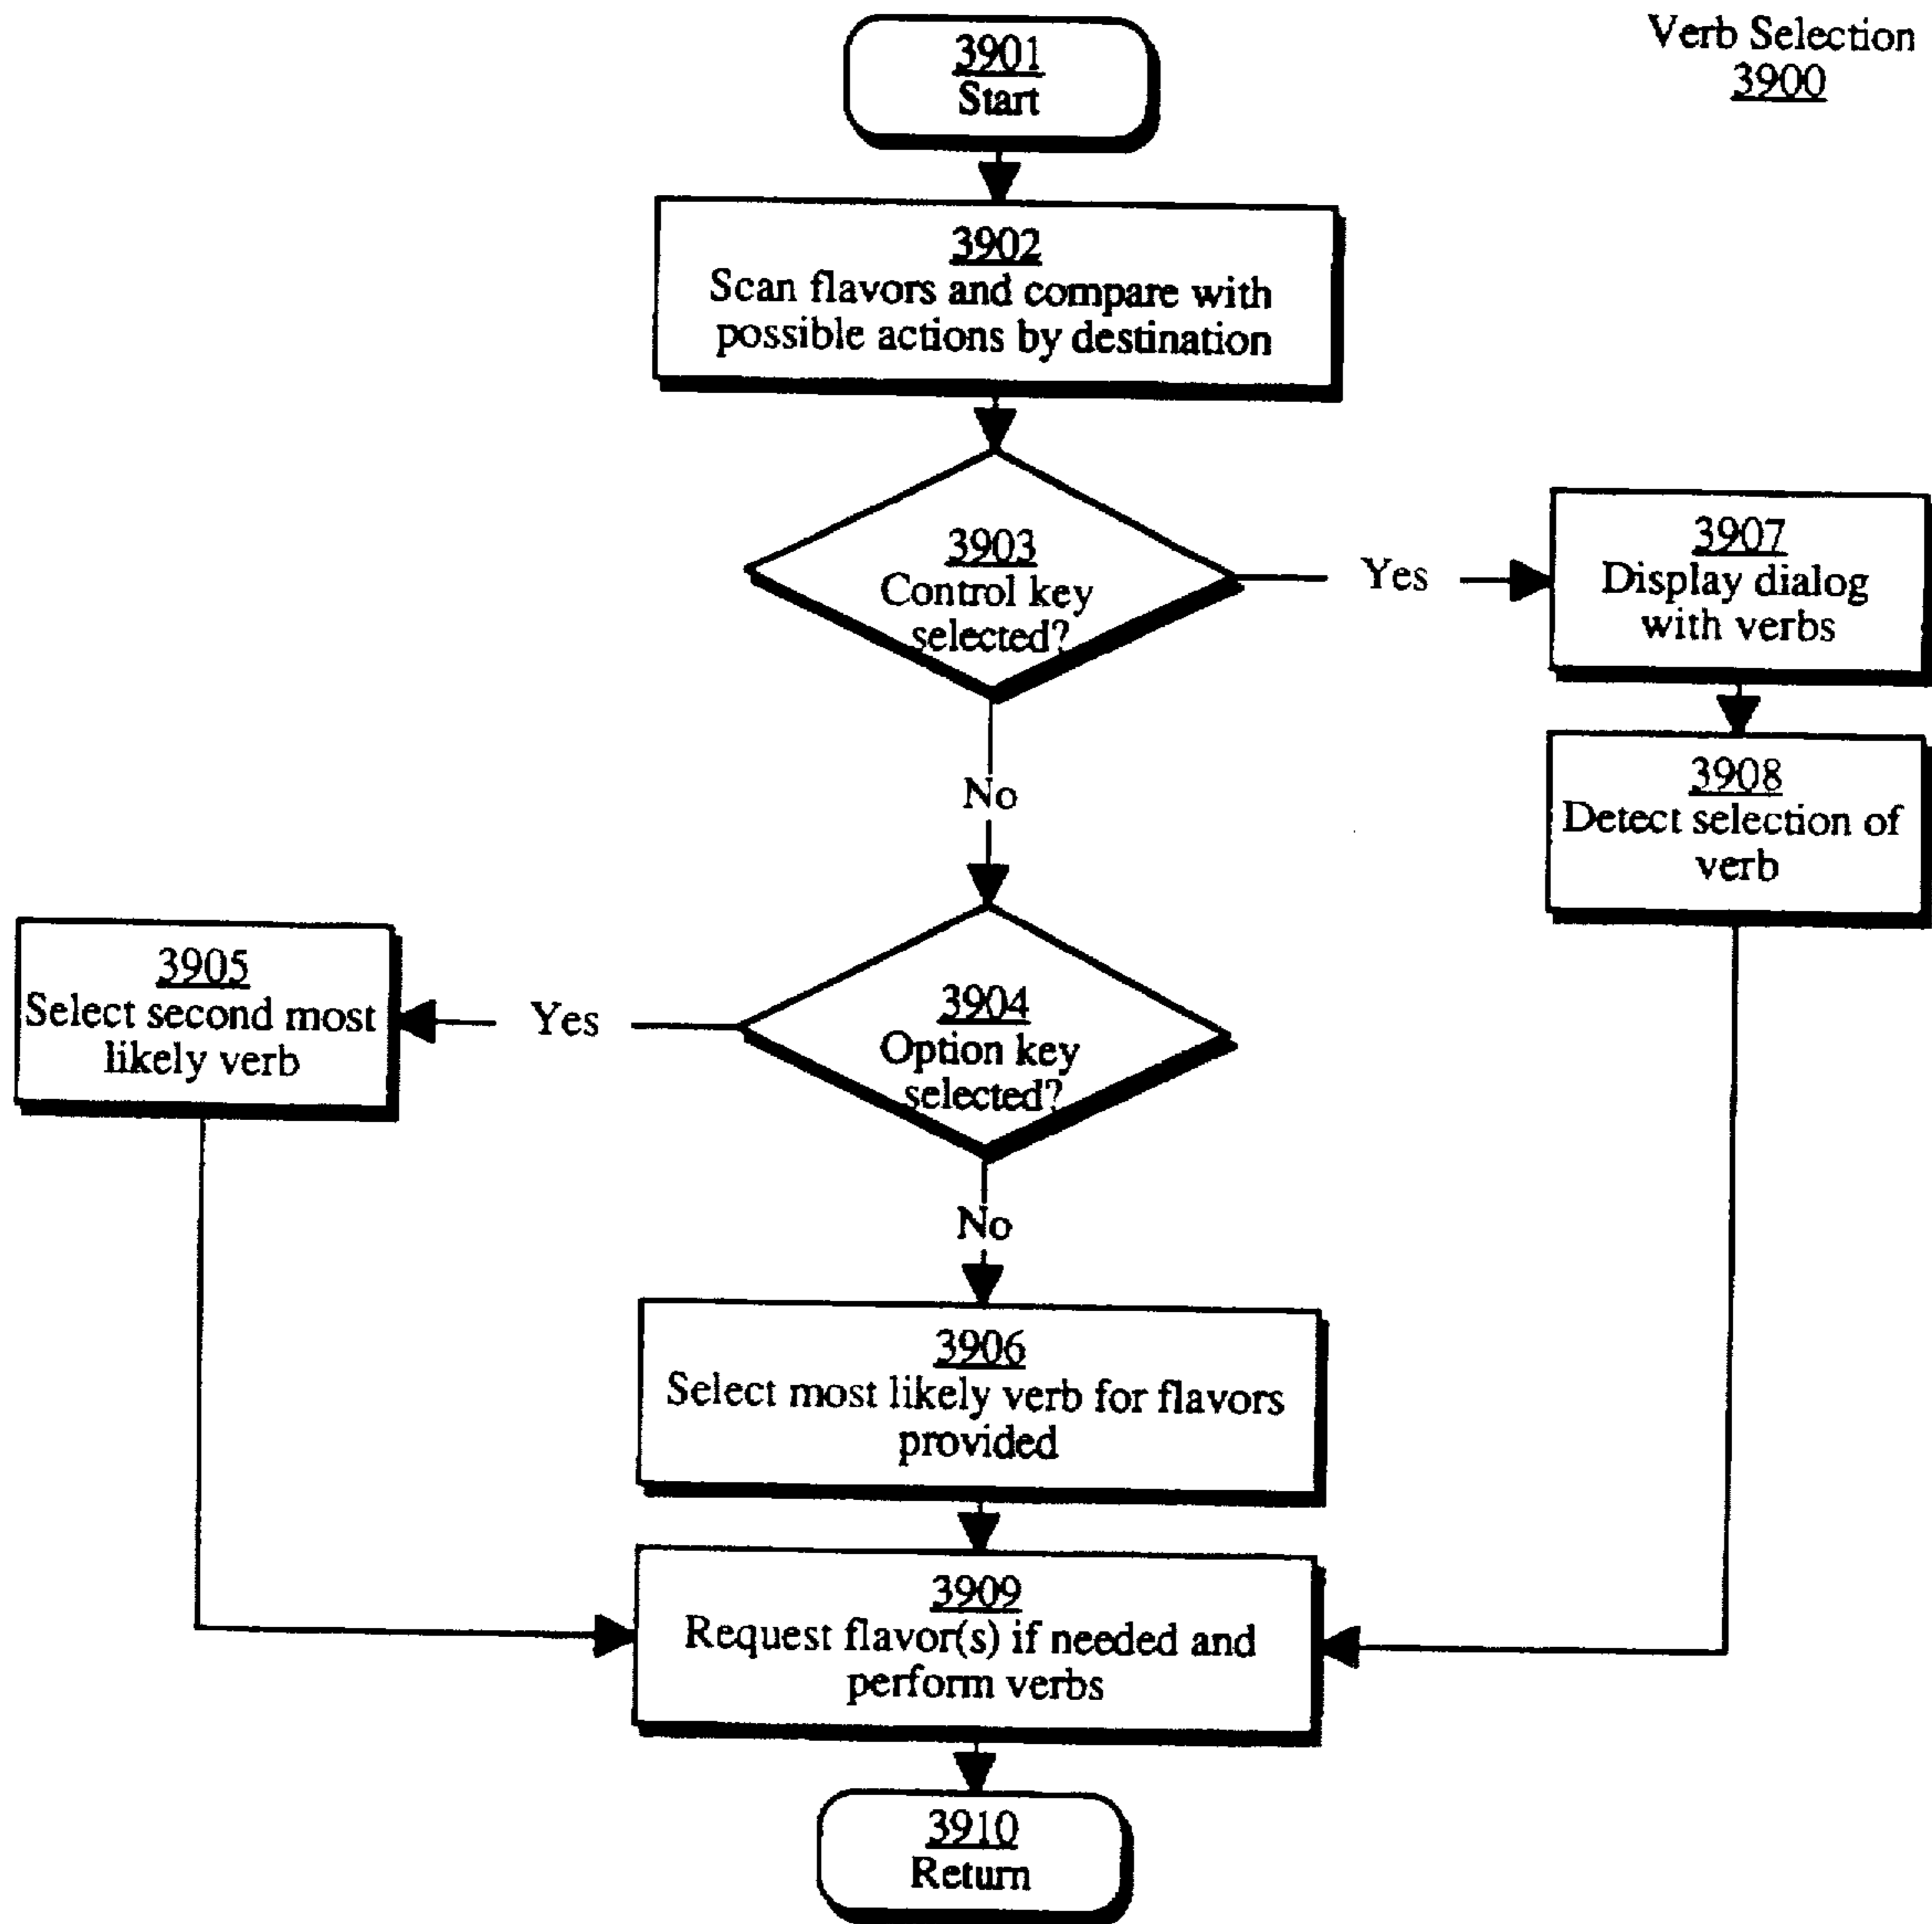 Verb Selection
3900
3901
Start
3902
Scan flavors and compare with
possible actions by destination
3903
Control key
selected?
Yes
3907
Display dialog
with verbs
3908
Detect selection of
verb
No
3904
Option key
selected?
Yes
3905
Select second most
likely verb
No
3906
Select most likely verb for flavors
provided
3909
Request flavor(s) if needed and
perform verbs
3910
Return